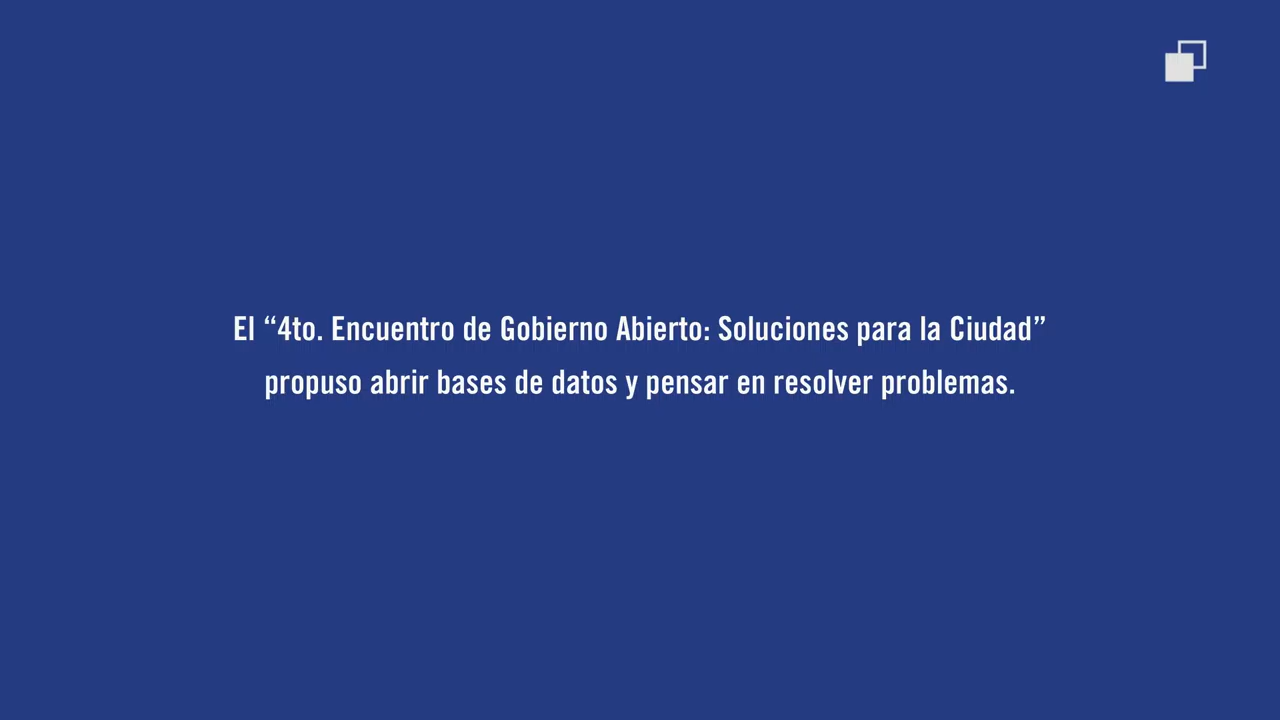 El “4to. Encuentro de Gobierno Abierto: Soluciones para la Ciudad”
propuso abrir bases de datos y pensar en resolver problemas.